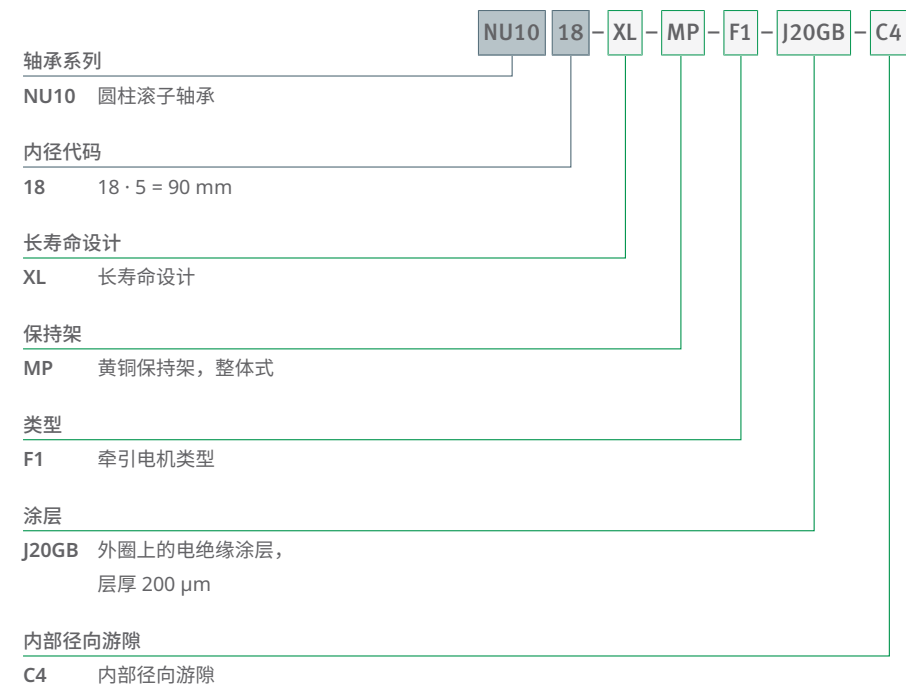 NU10 18 – XL – MP – F1 – J20GB – C4
轴承系列
NU10 圆柱滚子轴承
内径代码
18 18 · 5 = 90 mm
长寿命设计
XL 长寿命设计
保持架
MP 黄铜保持架，整体式
类型
F1 牵引电机类型
涂层
J20GB 外圈上的电绝缘涂层，
层厚 200 μm
内部径向游隙
C4 内部径向游隙